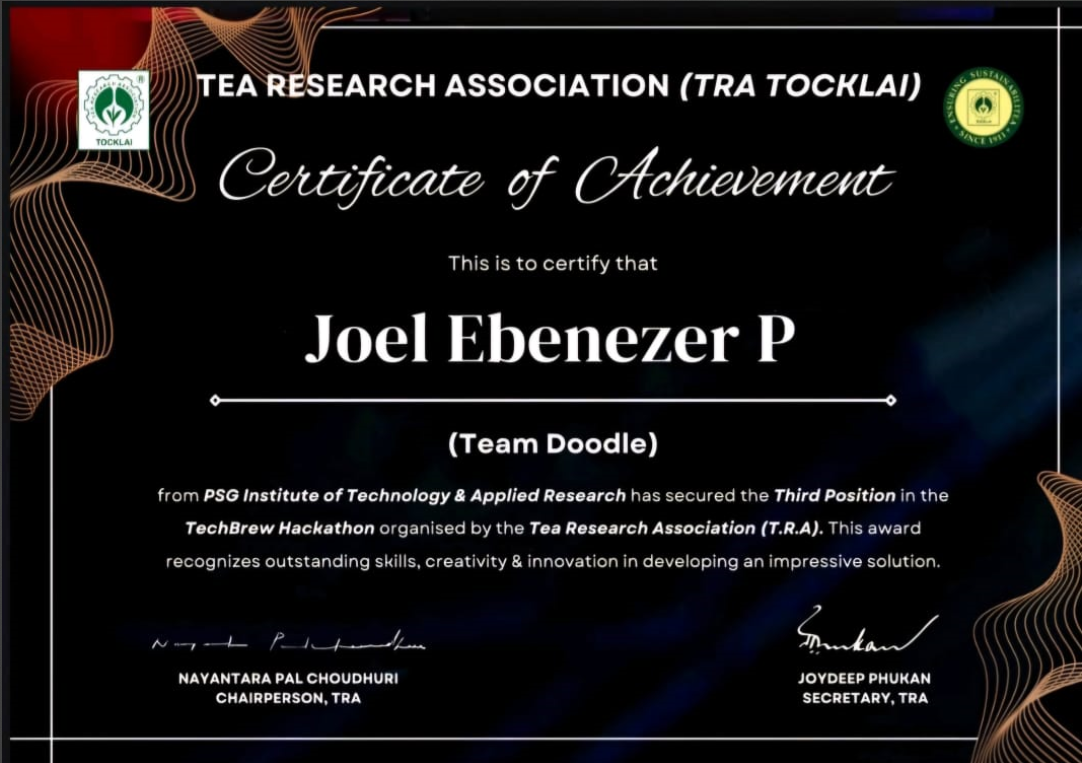 TEA RESEARCH ASSOCIATION (TRA TOCKLAI)
TOCKLAI
ENSURING SUSTAINABILITEA
SINCE 1911
Certificate of Achievement
This is to certify that
Joel Ebenezer P
(Team Doodle)
from PSG Institute of Technology & Applied Research has secured the Third Position in the
TechBrew Hackathon organised by the Tea Research Association (T.R.A). This award
recognizes outstanding skills, creativity & innovation in developing an impressive solution.
NAYANTARA PAL CHOUDHURI
CHAIRPERSON, TRA
JOYDEEP PHUKAN
SECRETARY, TRA